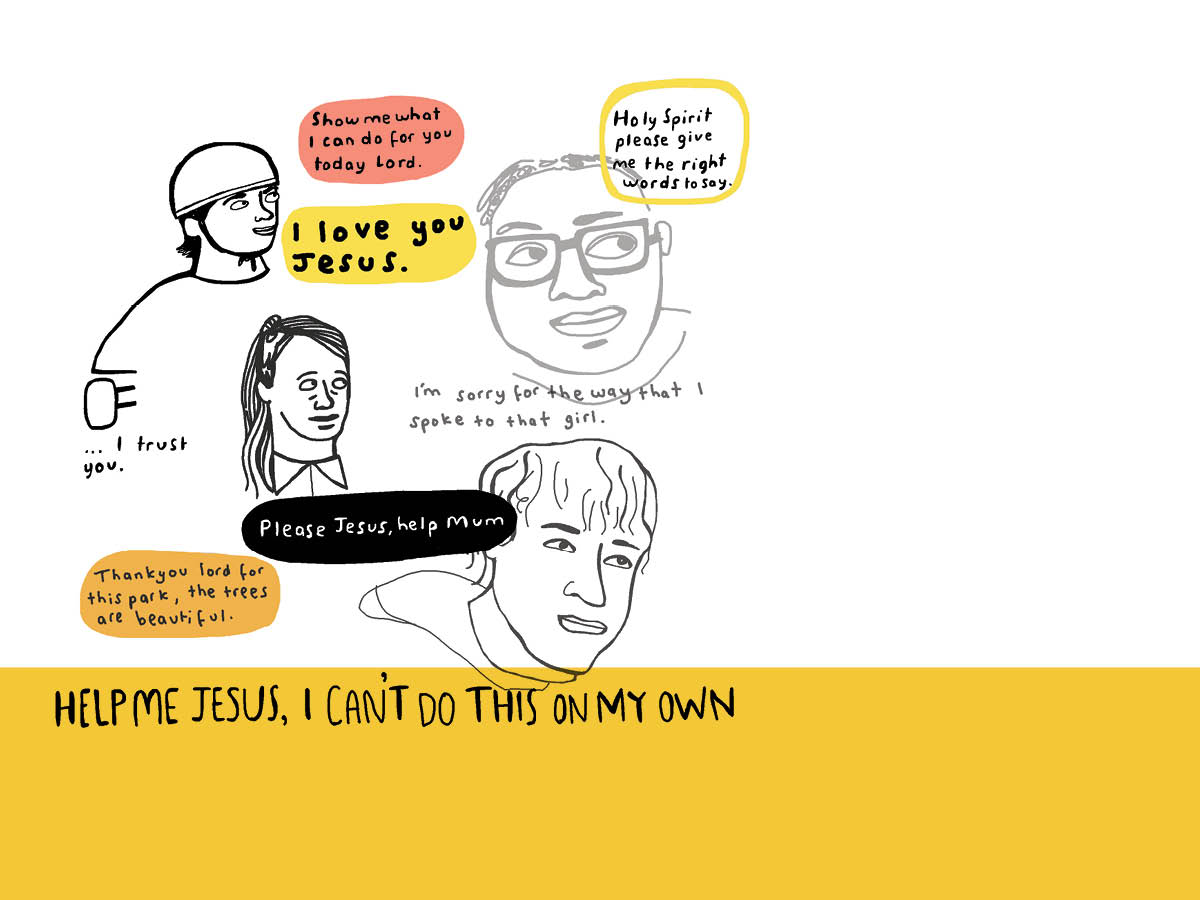 Show me what
I can do for you
today Lord.
Holy Spirit
please give
me the right
words to say.
I love you
Jesus.
I'm sorry for the way that I
spoke to that girl.
... I trust
you.
Please Jesus, help Mum
Thankyou lord for
this park, the trees
are beautiful.
HELP ME JESUS, I CAN'T DO THIS ON MY OWN